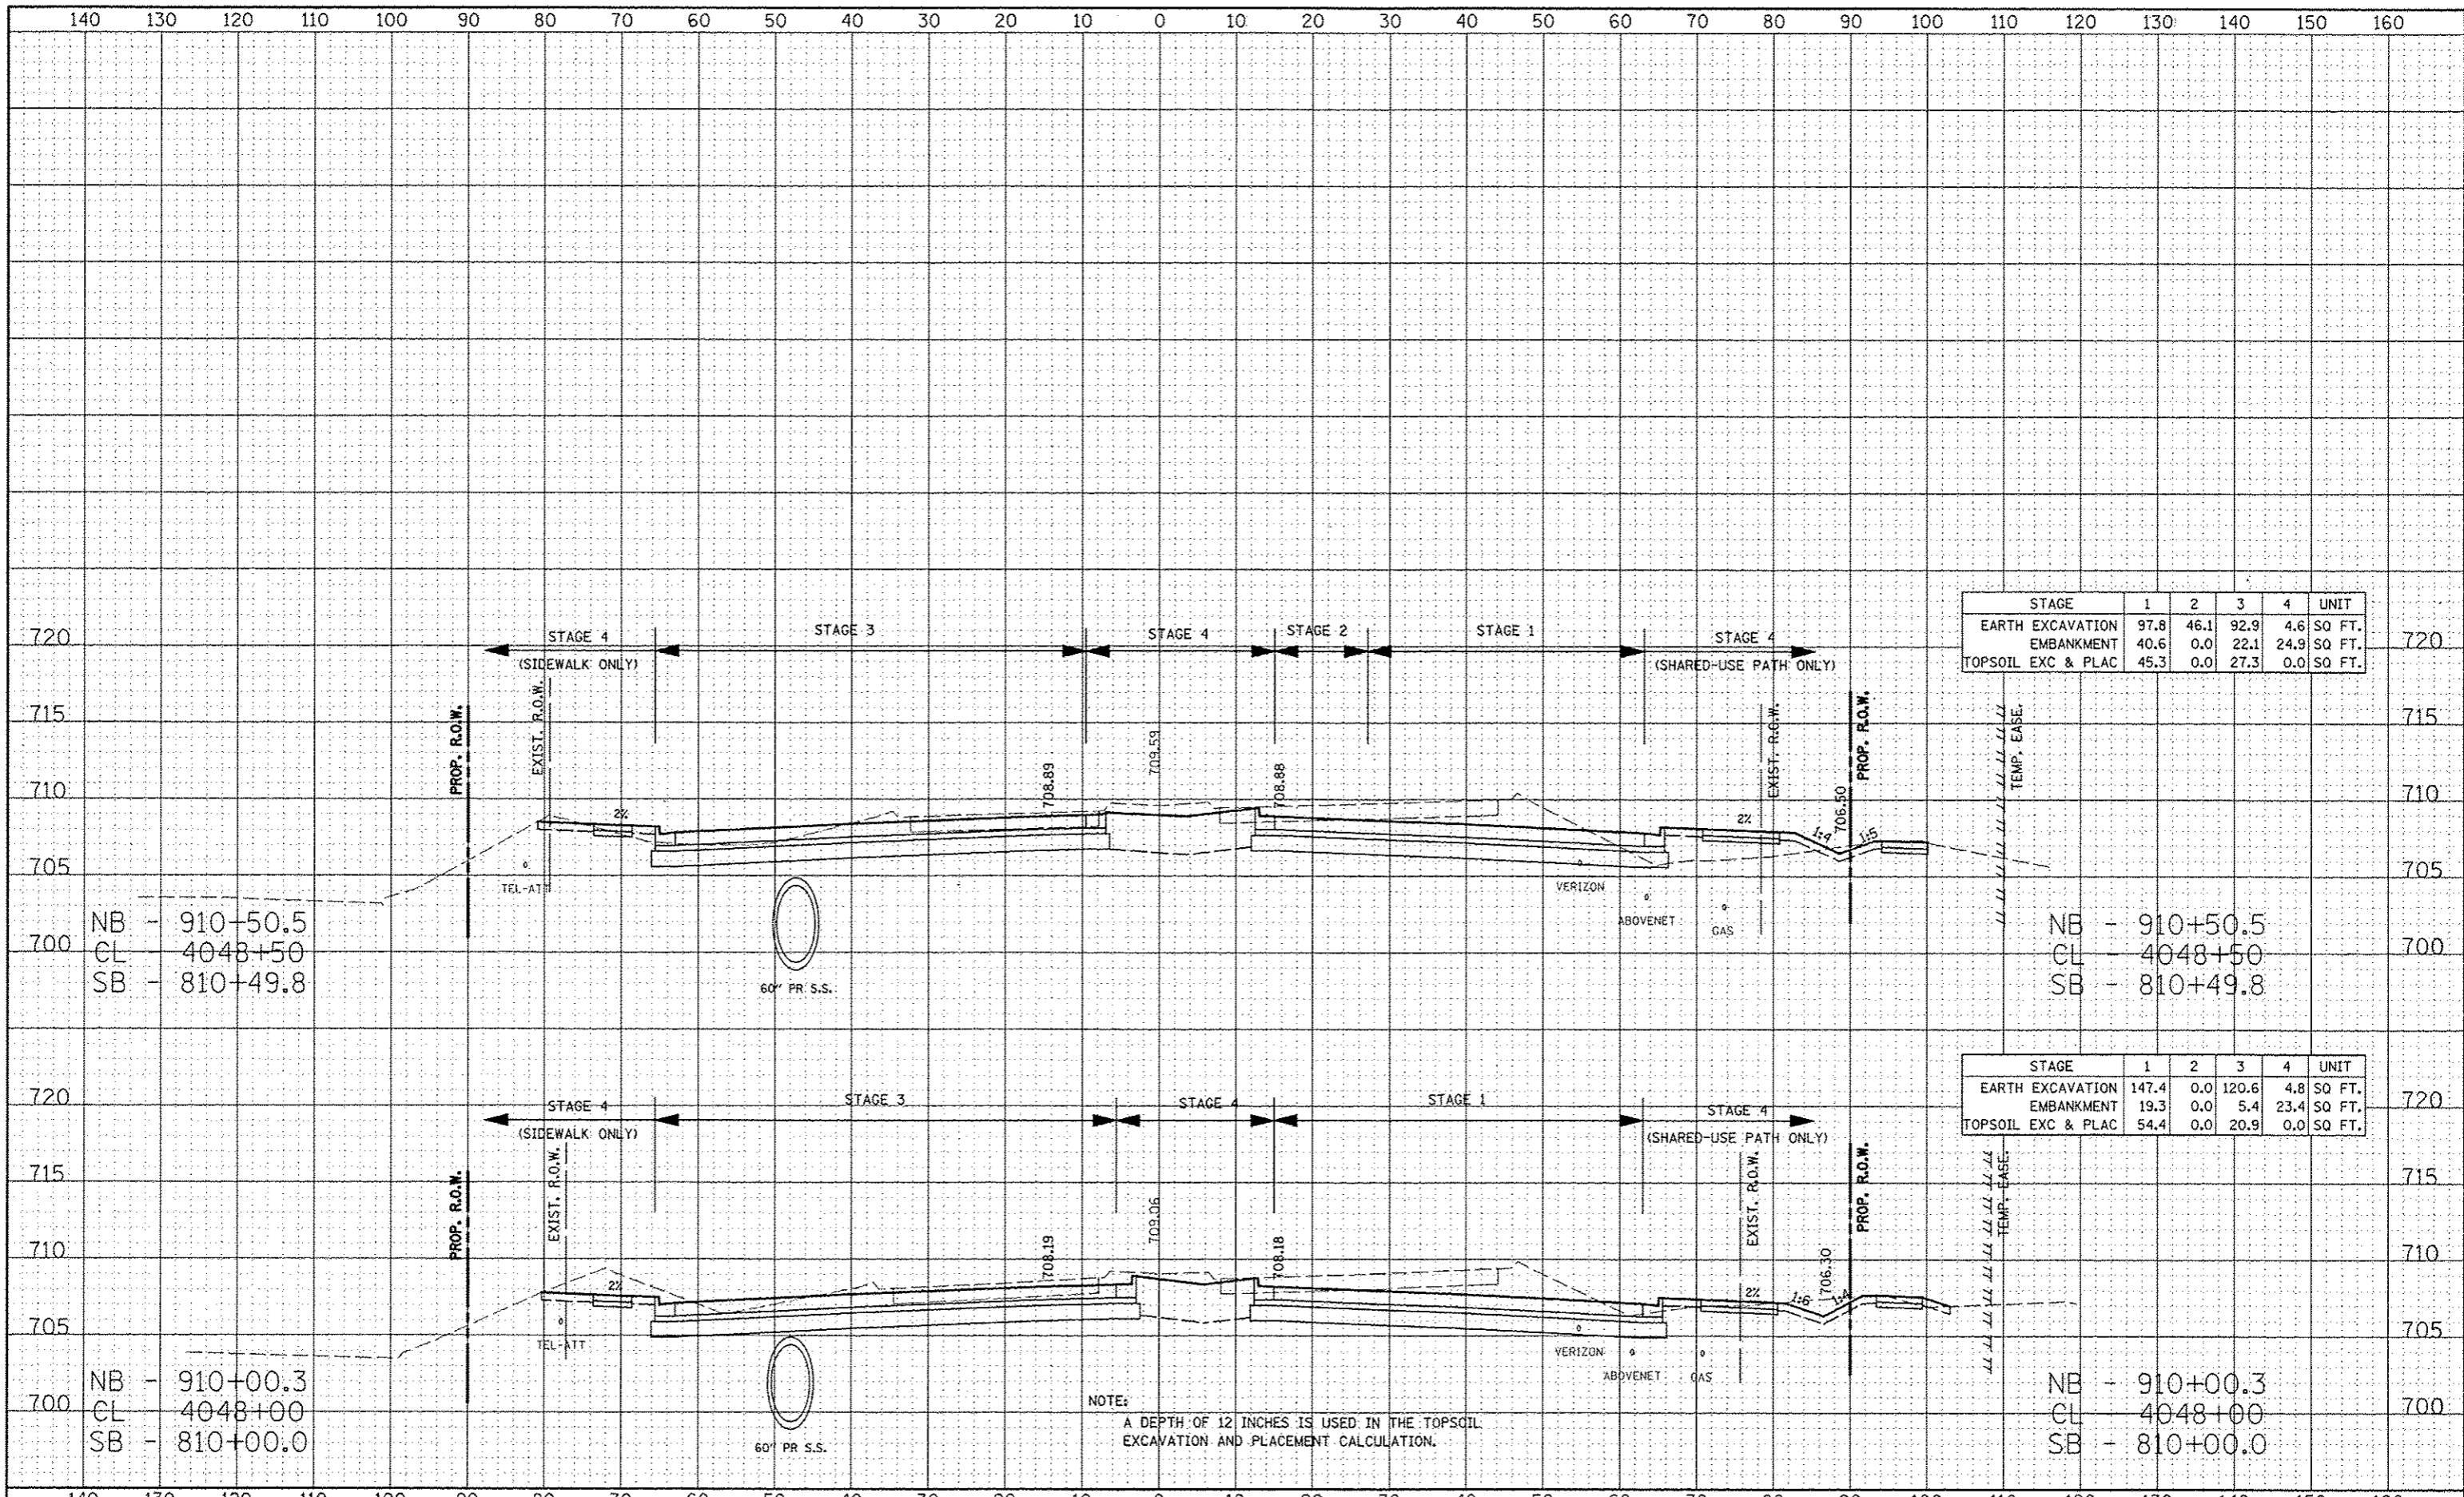 140 130 120 110 100 90 80 70 60 50 40 30 20 10 0 10 20 30 40 50 60 70 80 90 100 110 120 130 140 150 160
STAGE 1 2 3 4 UNIT
EARTH EXCAVATION 97.8 46.1 92.9 4.6 SQ FT.
EMBANKMENT 40.6 0.0 22.1 24.9 SQ FT.
TOPSOIL EXC & PLAC 45.3 0.0 27.3 0.0 SQ FT.
720 STAGE 4 STAGE 3 STAGE 4 STAGE 2 STAGE 1 STAGE 4 720
(SIDEWALK ONLY) (SHARED-USE PATH ONLY)
715 715
PROP. R.O.W.
EXIST. R.O.W.
708.89
709.59
708.88
EXIST. R.O.W.
706.50
PROP. R.O.W.
TEMP. EASE.
710 710
2% 2% 1:4 1:5
705 705
TEL-ATT VERIZON ABOVENET GAS
NB - 910+50.5 NB - 910+50.5
700 700
CL - 4048+50 CL - 4048+50
SB - 810+49.8 SB - 810+49.8
60" PR S.S.
STAGE 1 2 3 4 UNIT
EARTH EXCAVATION 147.4 0.0 120.6 4.8 SQ FT.
EMBANKMENT 19.3 0.0 5.4 23.4 SQ FT.
TOPSOIL EXC & PLAC 54.4 0.0 20.9 0.0 SQ FT.
720 STAGE 4 STAGE 3 STAGE 4 STAGE 1 STAGE 4 720
(SIDEWALK ONLY) (SHARED-USE PATH ONLY)
715 715
PROP. R.O.W.
EXIST. R.O.W.
708.19
709.06
708.18
EXIST. R.O.W.
706.30
PROP. R.O.W.
TEMP. EASE.
710 710
2% 2% 1:6 1:4
705 705
TEL-ATT VERIZON ABOVENET GAS
NB - 910+00.3 NB - 910+00.3
700 700
CL - 4048+00 CL - 4048+00
SB - 810+00.0 SB - 810+00.0
60" PR S.S.
NOTE:
A DEPTH OF 12 INCHES IS USED IN THE TOPSOIL
EXCAVATION AND PLACEMENT CALCULATION.